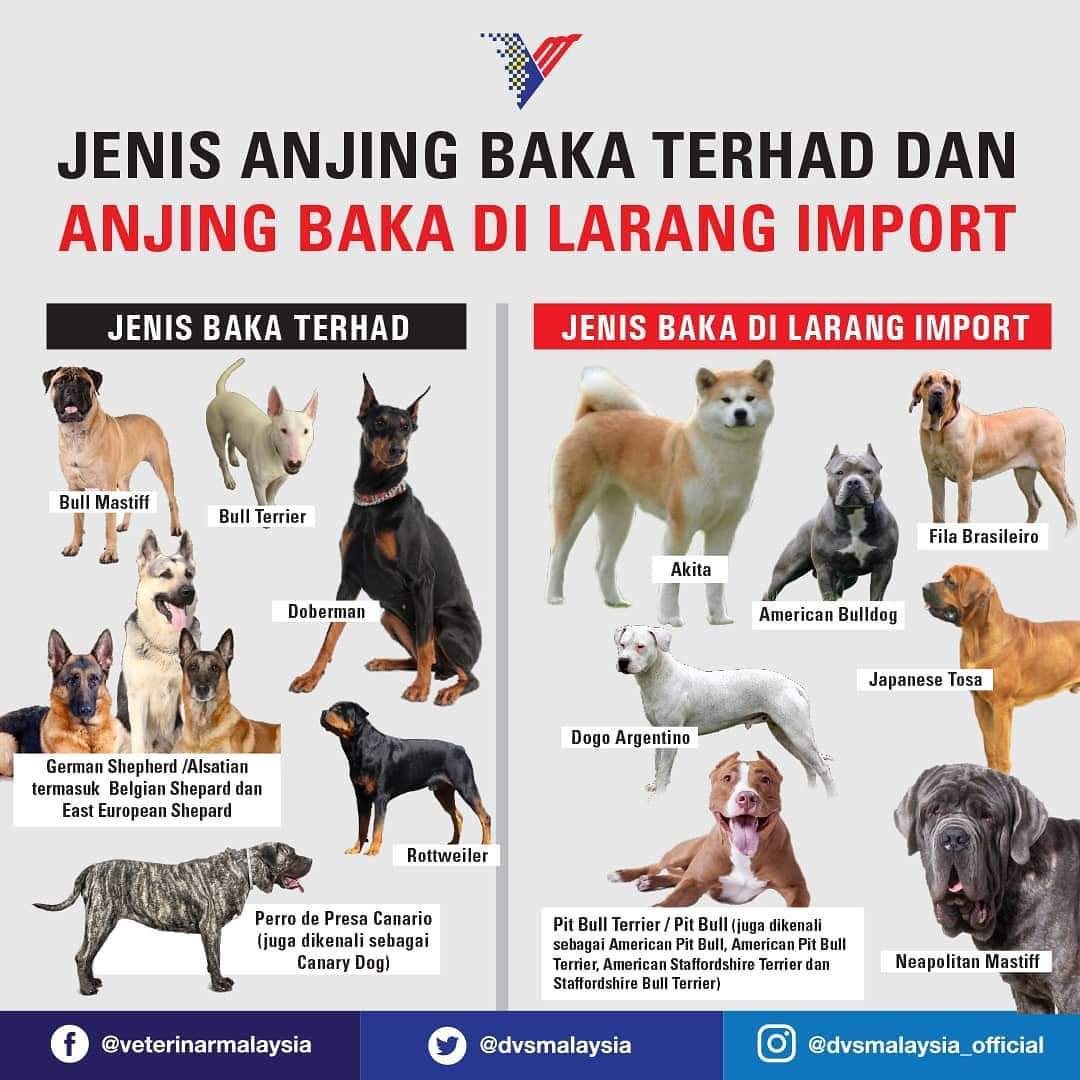 JENIS ANJING BAKA TERHAD DAN
ANJING BAKA DI LARANG IMPORT
JENIS BAKA TERHAD
Bull Mastiff
Bull Terrier
Doberman
German Shepherd /Alsatian
termasuk Belgian Shepard dan
East European Shepard
Rottweiler
Perro de Presa Canario
(juga dikenali sebagai
Canary Dog)
JENIS BAKA DI LARANG IMPORT
Akita
American Bulldog
Fila Brasileiro
Japanese Tosa
Dogo Argentino
Pit Bull Terrier / Pit Bull (juga dikenali
sebagai American Pit Bull, American Pit Bull
Terrier, American Staffordshire Terrier dan
Staffordshire Bull Terrier)
Neapolitan Mastiff
@veterinarmalaysia
@dvsmalaysia
@dvsmalaysia_official